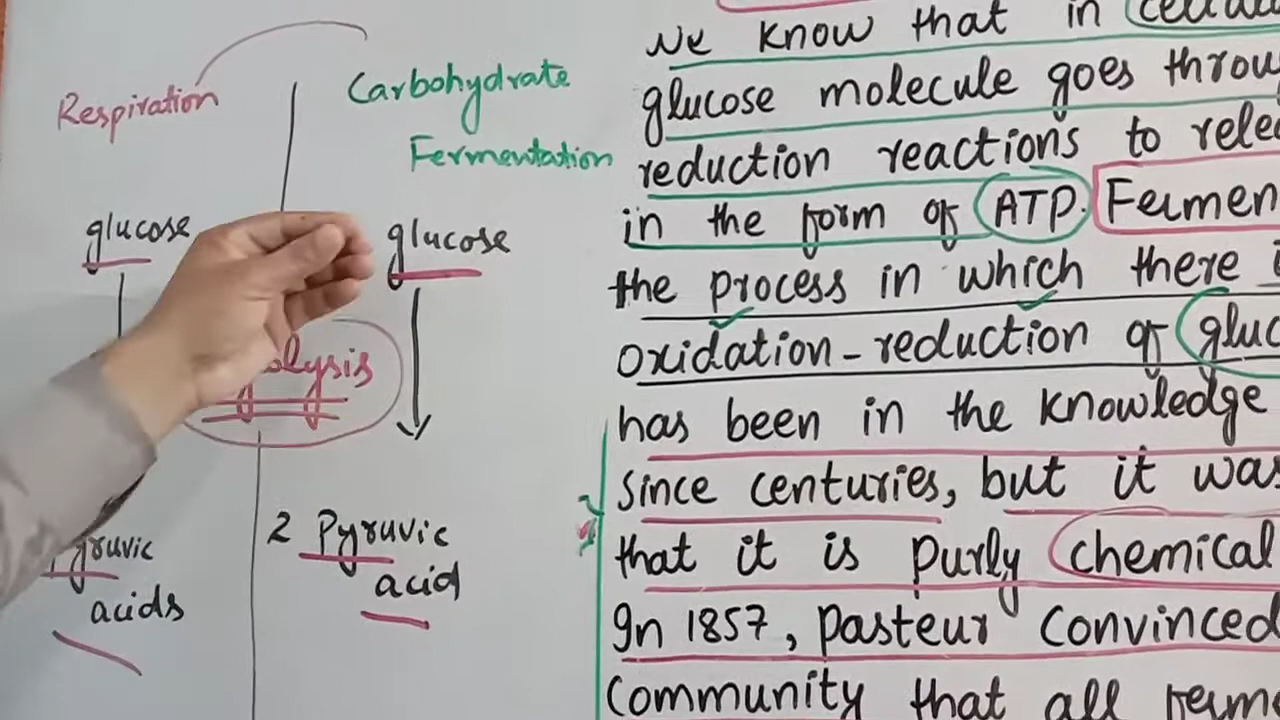 Respiration
Carbohydrate
Fermentation
glucose
glucose
2 Pyruvic
acid
acids
we know that in
glucose molecule goes
reduction reactions to
in the form of ATP.
the process in which there
oxidation-reduction of
has been in the knowledge
since centuries, but it was
that it is purly chemical
In 1857, pasteur convinced
community that all